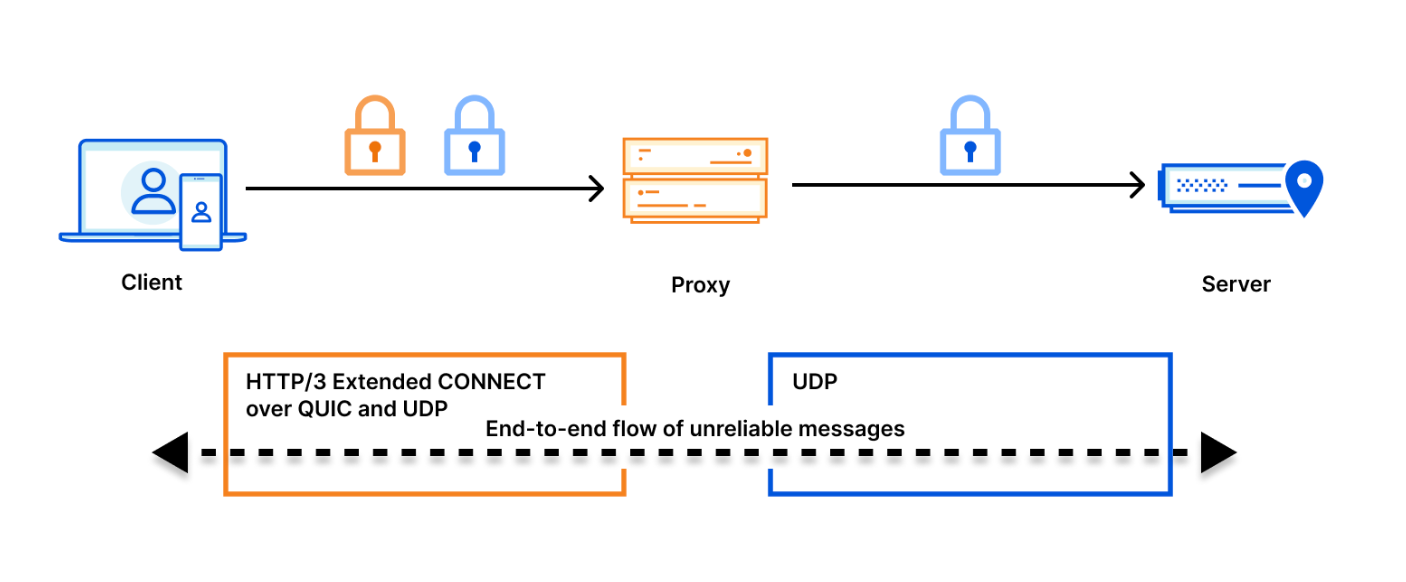 Client
Proxy
Server
HTTP/3 Extended CONNECT
over QUIC and UDP
UDP
End-to-end flow of unreliable messages